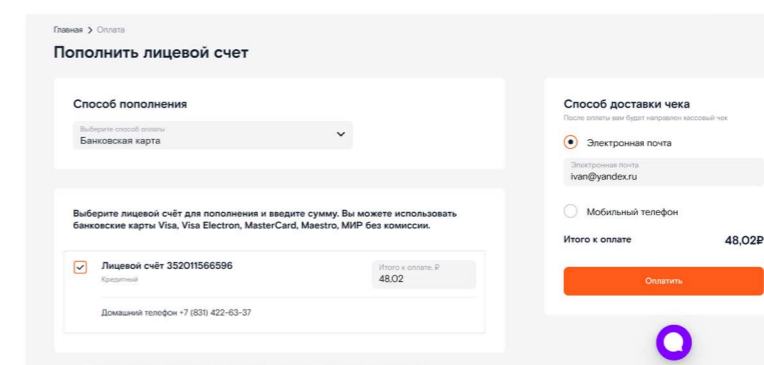 Главная > Оплата
Пополнить лицевой счет
Способ пополнения
Выберите способ оплаты
Банковская карта
Выберите лицевой счёт для пополнения и введите сумму. Вы можете использовать
банковские карты Visa, Visa Electron, MasterCard, Maestro, МИР без комиссии.
Лицевой счёт 352011566596
Кредитный
Итого к оплате, ₽
48,02
Домашний телефон +7 (831) 422-63-37
Способ доставки чека
После оплаты вам будет направлен кассовый чек
Электронная почта
Электронная почта
ivan@yandex.ru
Мобильный телефон
Итого к оплате 48,02₽
Оплатить